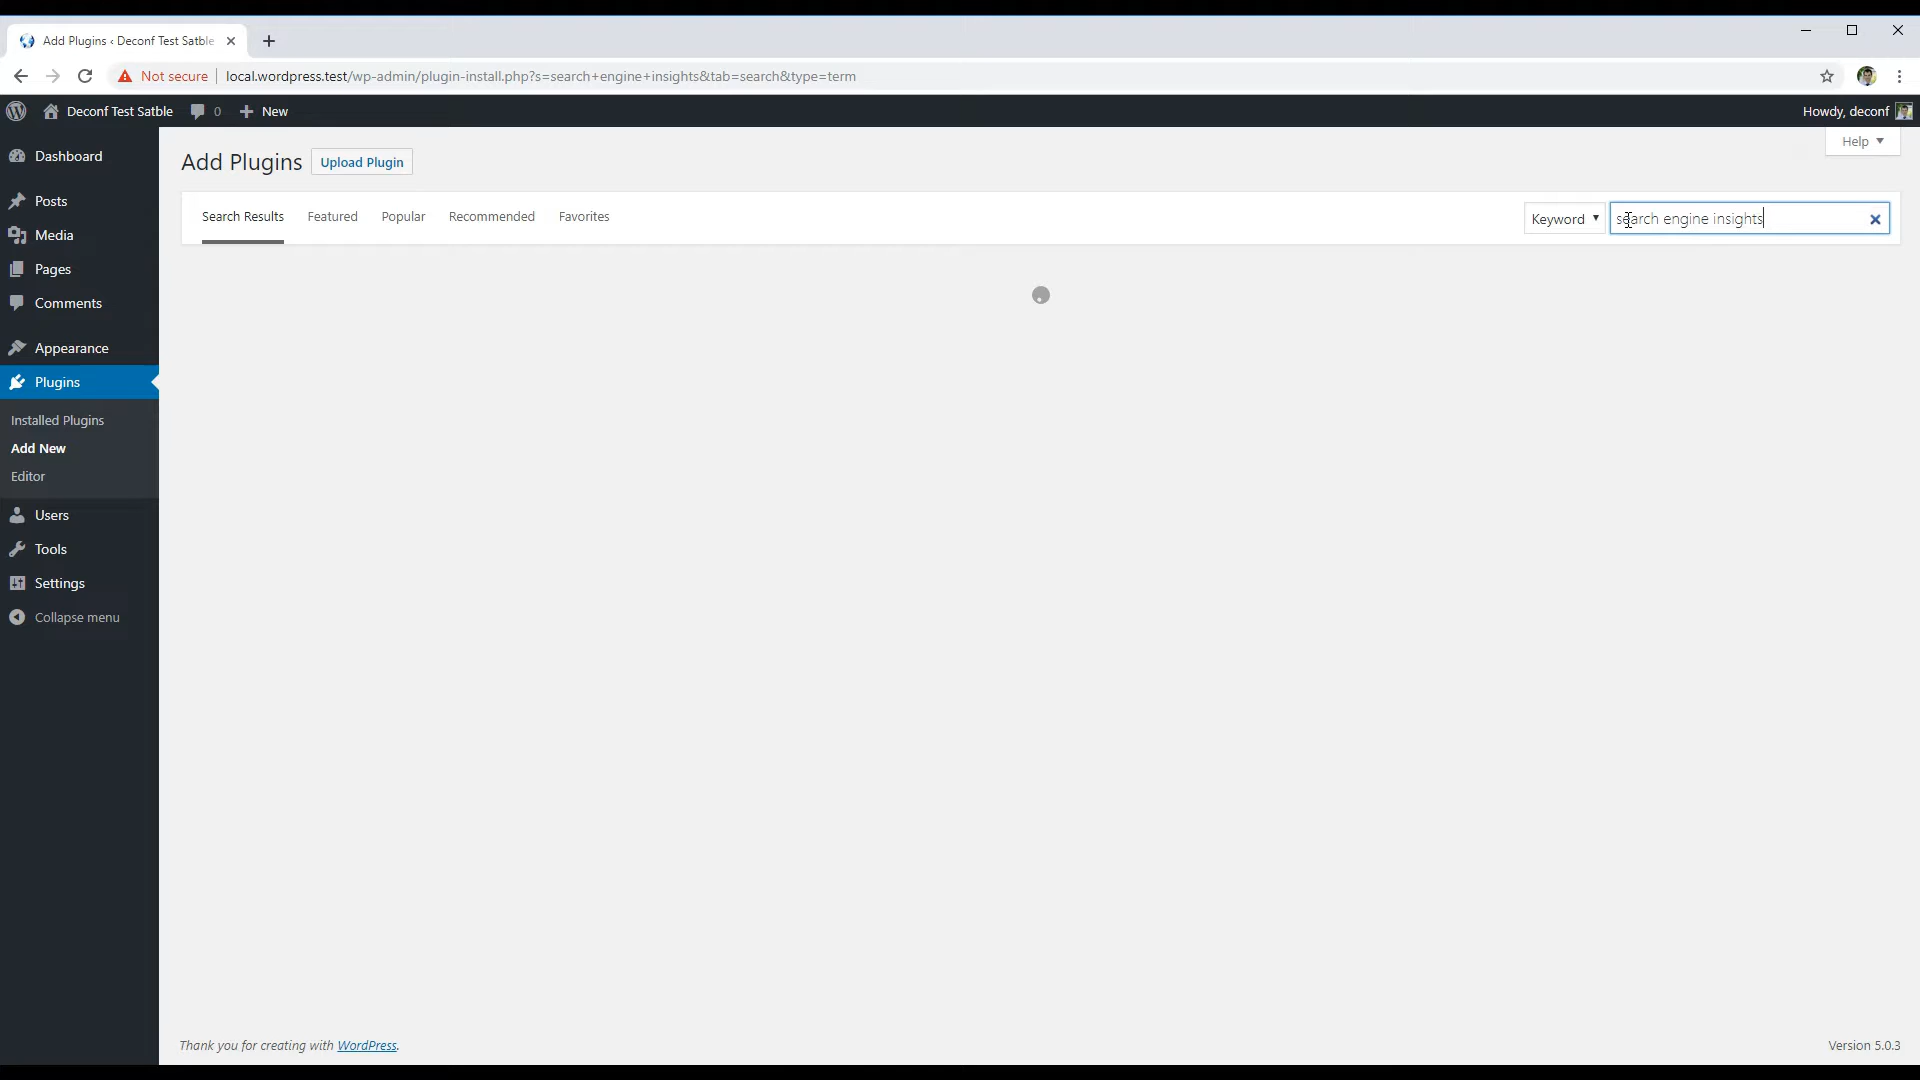 Add Plugins ‹ Deconf Test Satble
Not secure local.wordpress.test/wp-admin/plugin-install.php?s=search+engine+insights&tab=search&type=term
Deconf Test Satble 0 New Howdy, deconf
Dashboard
Posts
Media
Pages
Comments
Appearance
Plugins
Installed Plugins
Add New
Editor
Users
Tools
Settings
Collapse menu
Help
Add Plugins Upload Plugin
Search Results Featured Popular Recommended Favorites Keyword search engine insights
Thank you for creating with WordPress. Version 5.0.3